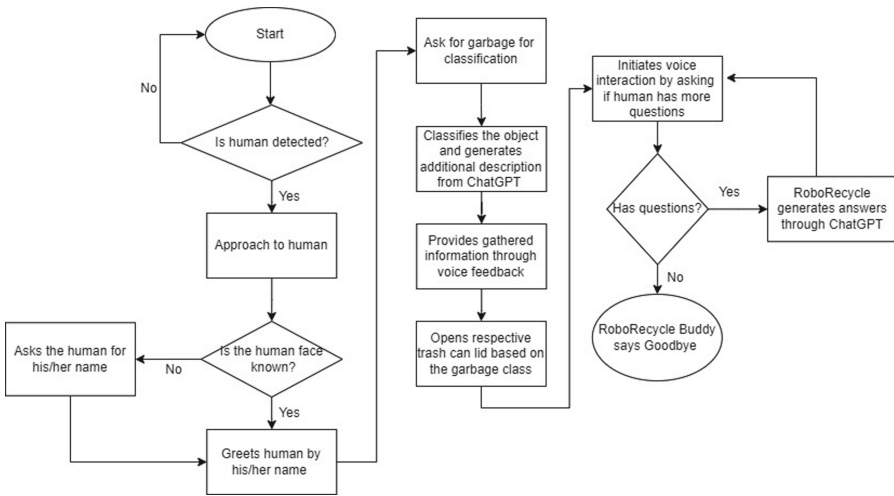 Start
No
Is human detected?
Yes
Approach to human
Is the human face
known?
No
Asks the human for
his/her name
Yes
Greets human by
his/her name
Ask for garbage for
classification
Classifies the object
and generates
additional description
from ChatGPT
Provides gathered
information through
voice feedback
Opens respective
trash can lid based on
the garbage class
Initiates voice
interaction by asking
if human has more
questions
Has questions?
Yes
RoboRecycle
generates answers
through ChatGPT
No
RoboRecycle Buddy
says Goodbye